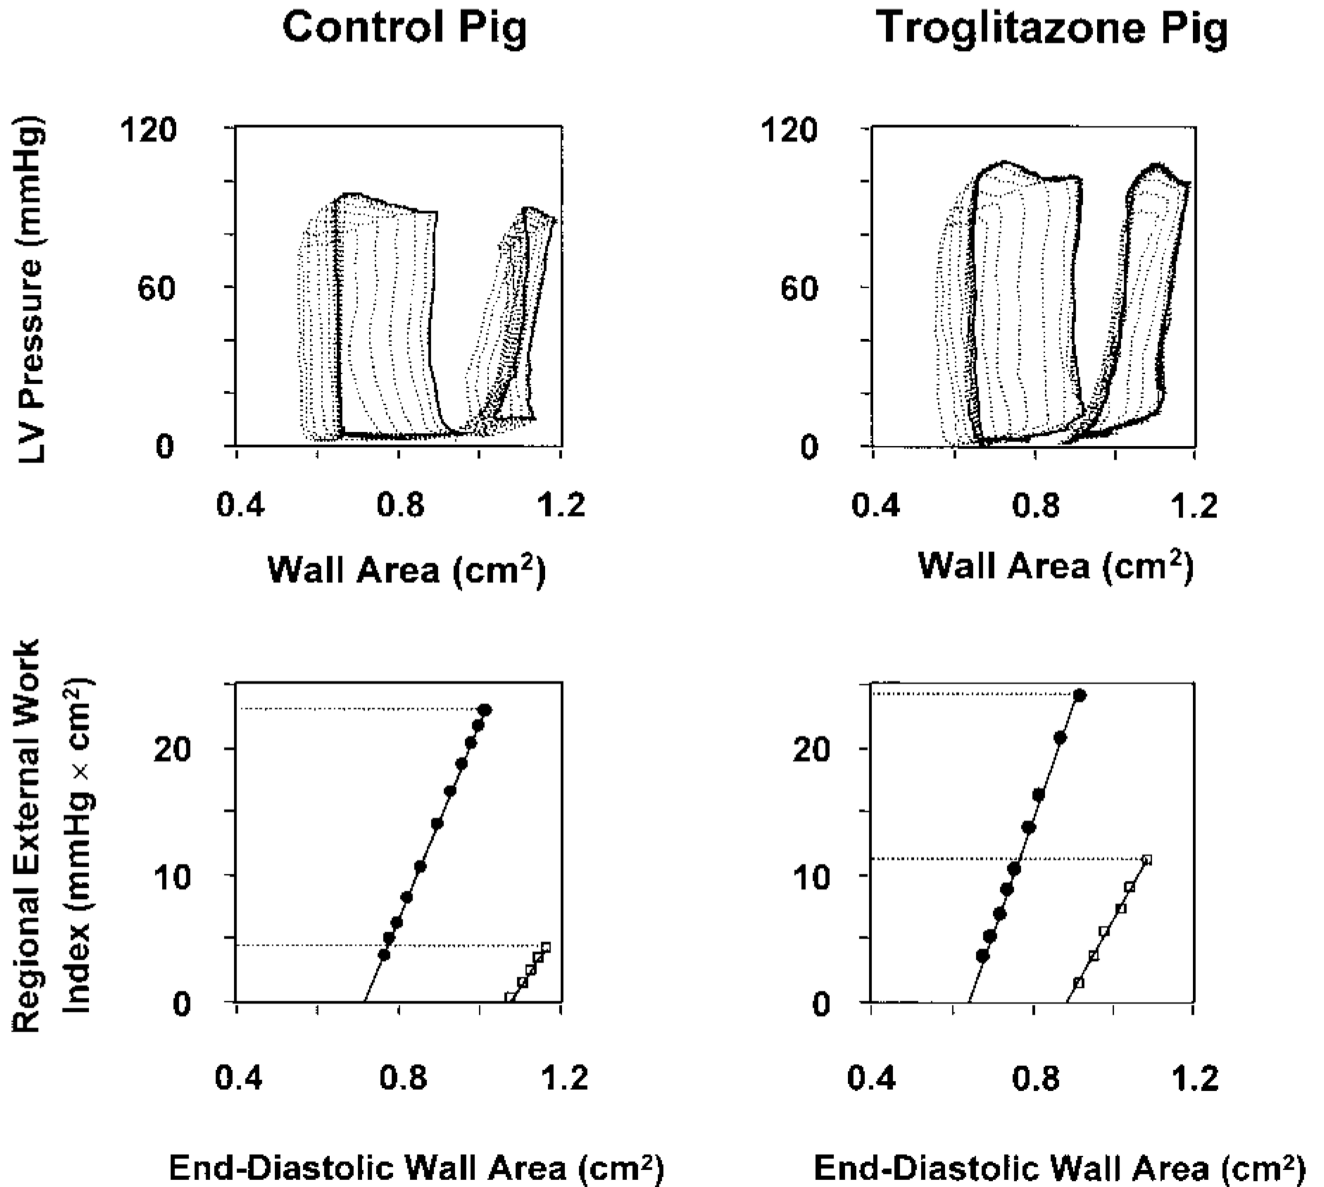 Control Pig
Troglitazone Pig
LV Pressure (mmHg)
120
60
0
0.4
0.8
1.2
Wall Area (cm²)
120
60
0
0.4
0.8
1.2
Wall Area (cm²)
Regional External Work
Index (mmHg × cm²)
20
10
0
0.4
0.8
1.2
End-Diastolic Wall Area (cm²)
20
10
0
0.4
0.8
1.2
End-Diastolic Wall Area (cm²)